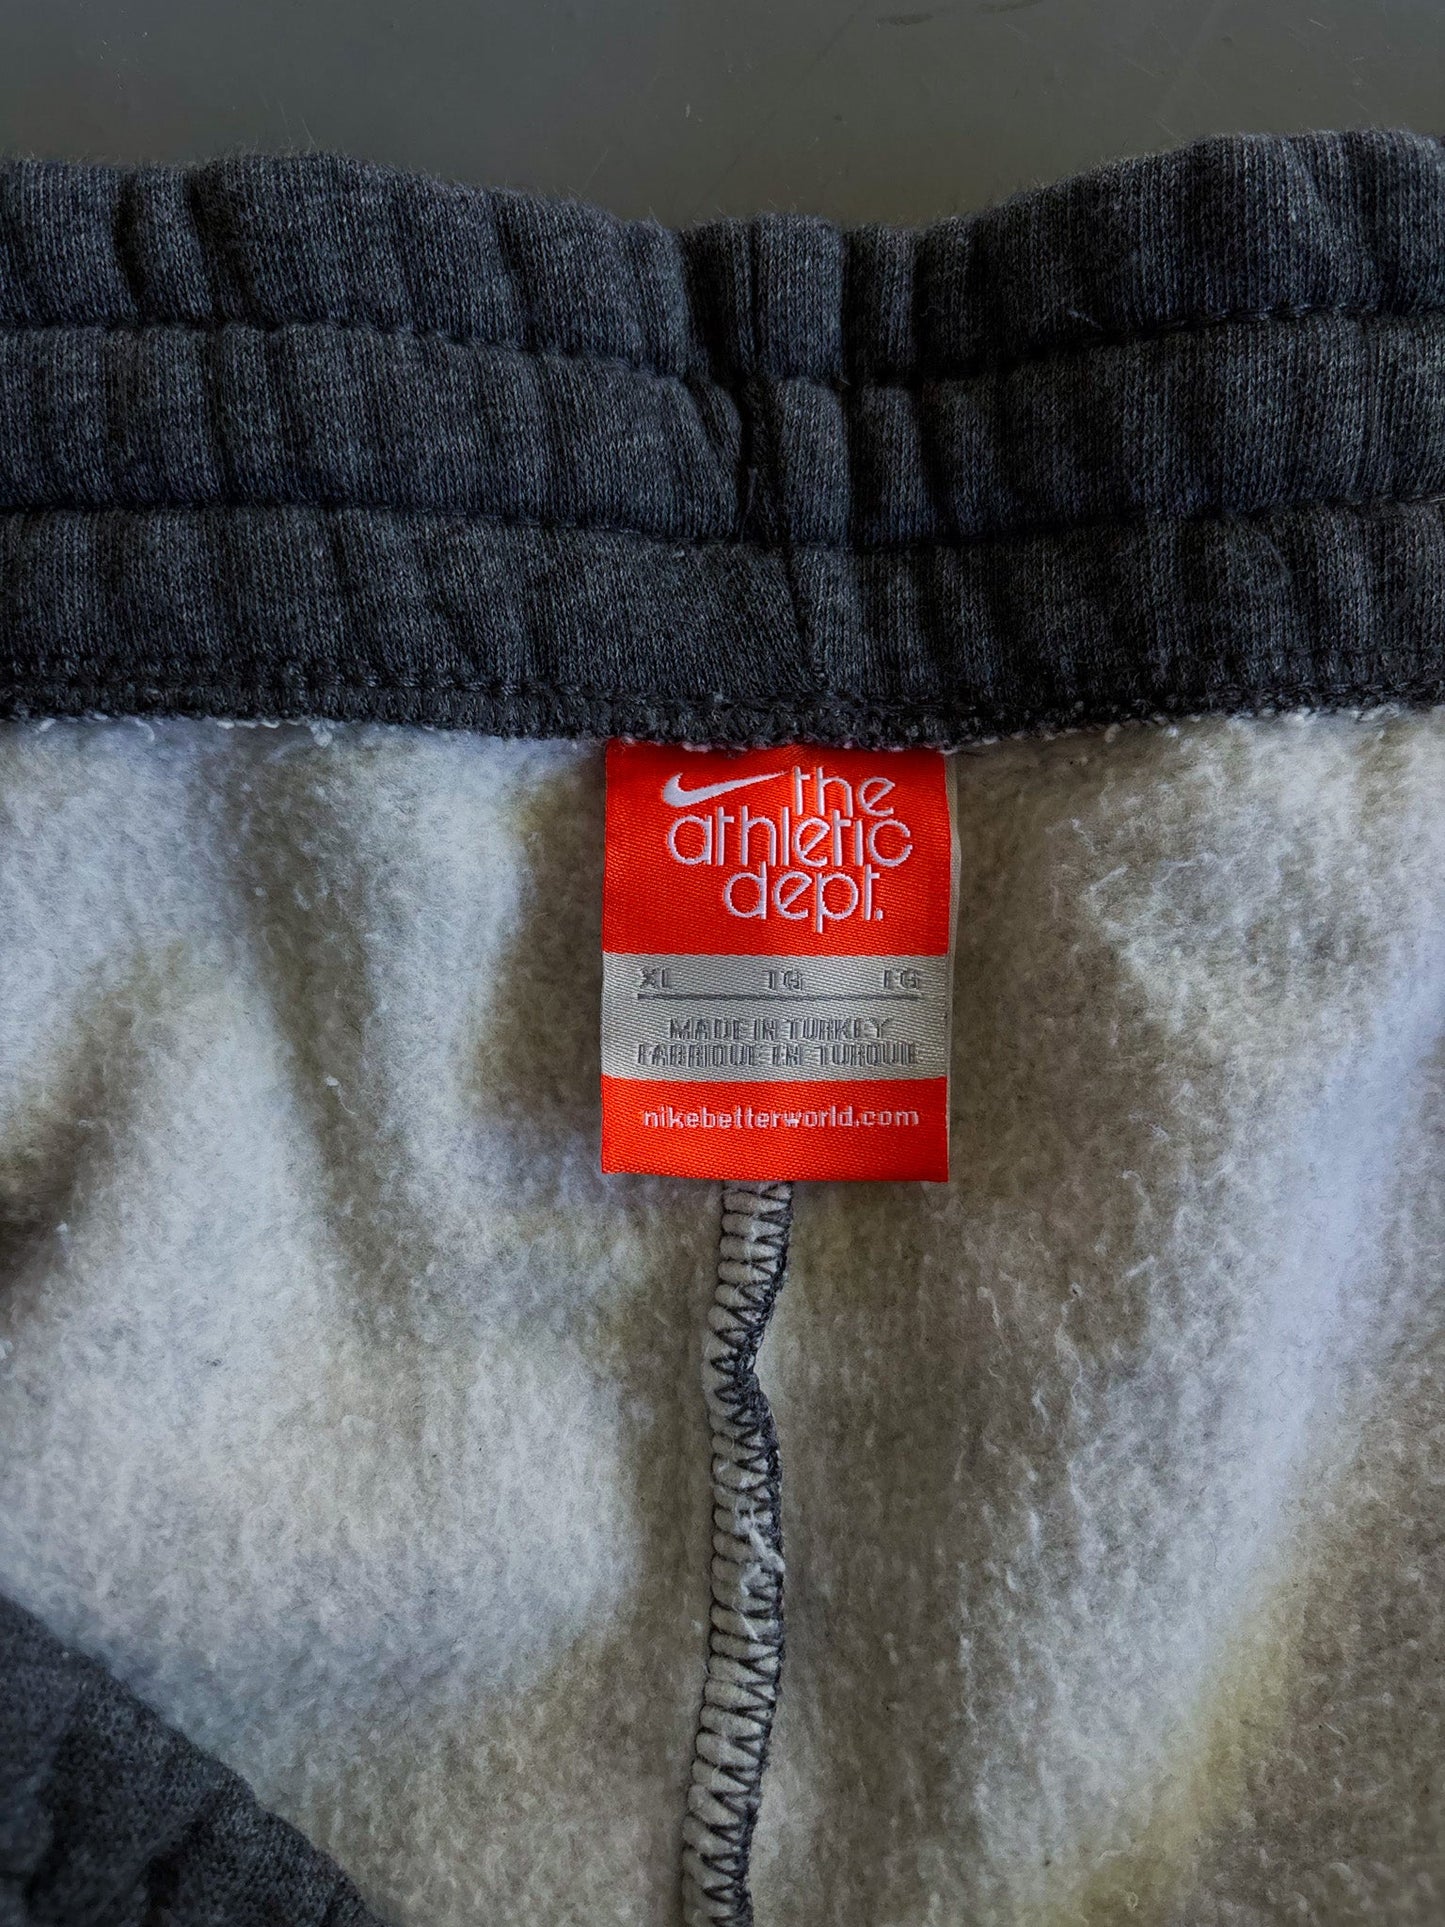 the
athletic
dept.
XL TG EG
MADE IN TURKEY
FABRIQUE EN TURQUIE
nikebetterworld.com